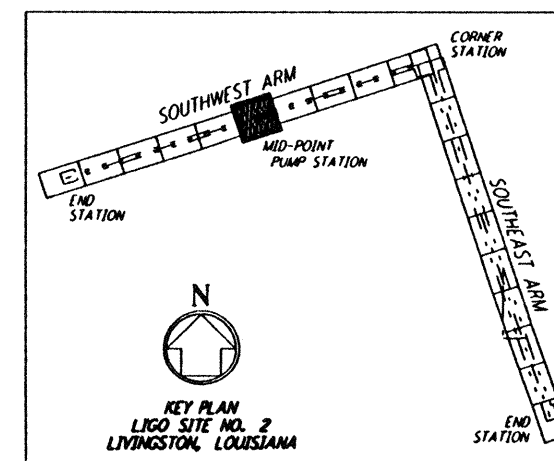 CORNER
STATION
SOUTHWEST ARM
MID-POINT
PUMP STATION
END
STATION
SOUTHEAST ARM
N
KEY PLAN
LIGO SITE NO. 2
LIVINGSTON, LOUISIANA
END
STATION